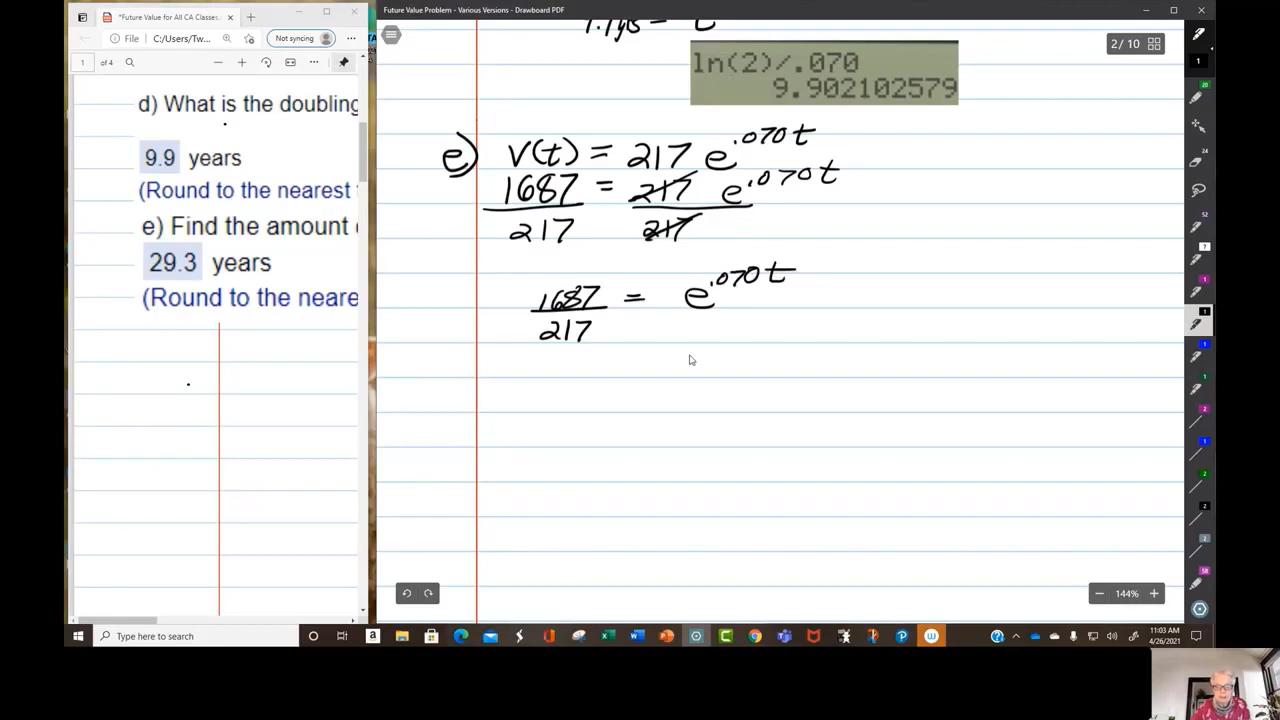 *Future Value for All CA Classes.
File
C:/Users/Tw...
Not syncing
1
of 4
d) What is the doubling
9.9 years
(Round to the nearest
e) Find the amount
29.3 years
(Round to the neare
Future Value Problem - Various Versions - Drawboard PDF
2 / 10
ln(2)/.070
9.902102579
e) V(t) = 217 e^.070t
1687 = 217 e^.070t
217 217
1687 = e^.070t
217
144%
Type here to search
11:03 AM
4/26/2021